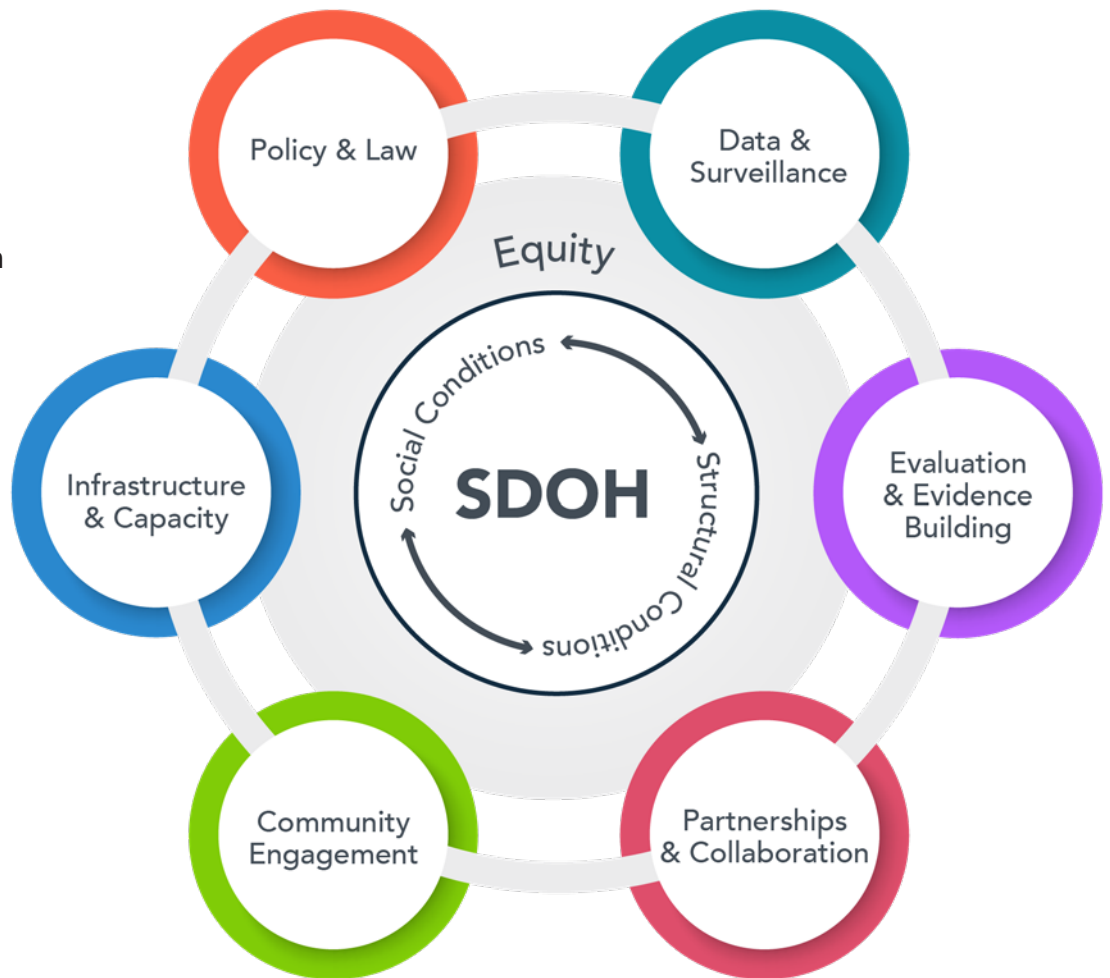 Policy & Law
Data &
Surveillance
Equity
Social Conditions
SDOH
Structural Conditions
Infrastructure
& Capacity
Evaluation
& Evidence
Building
Community
Engagement
Partnerships
& Collaboration